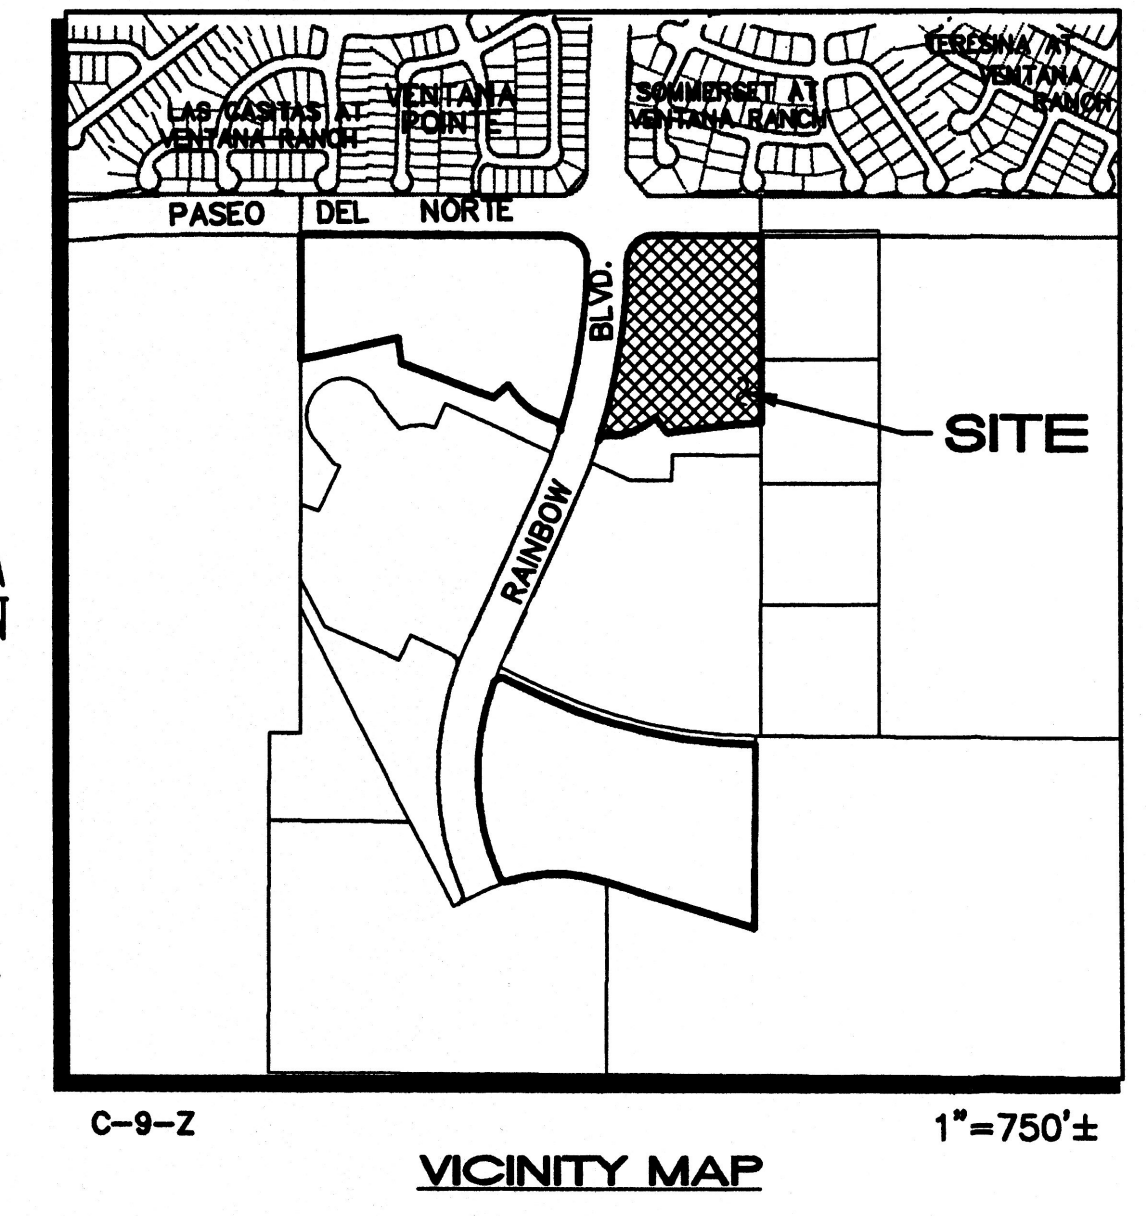 LAS CASITAS AT
VENTANA RANCH
VENTANA
POINTE
SOMMERSET AT
VENTANA RANCH
TERESINA AT
VENTANA
RANCH
PASEO DEL NORTE
BLVD.
SITE
RAINBOW
C-9-Z
1"=750'±
VICINITY MAP